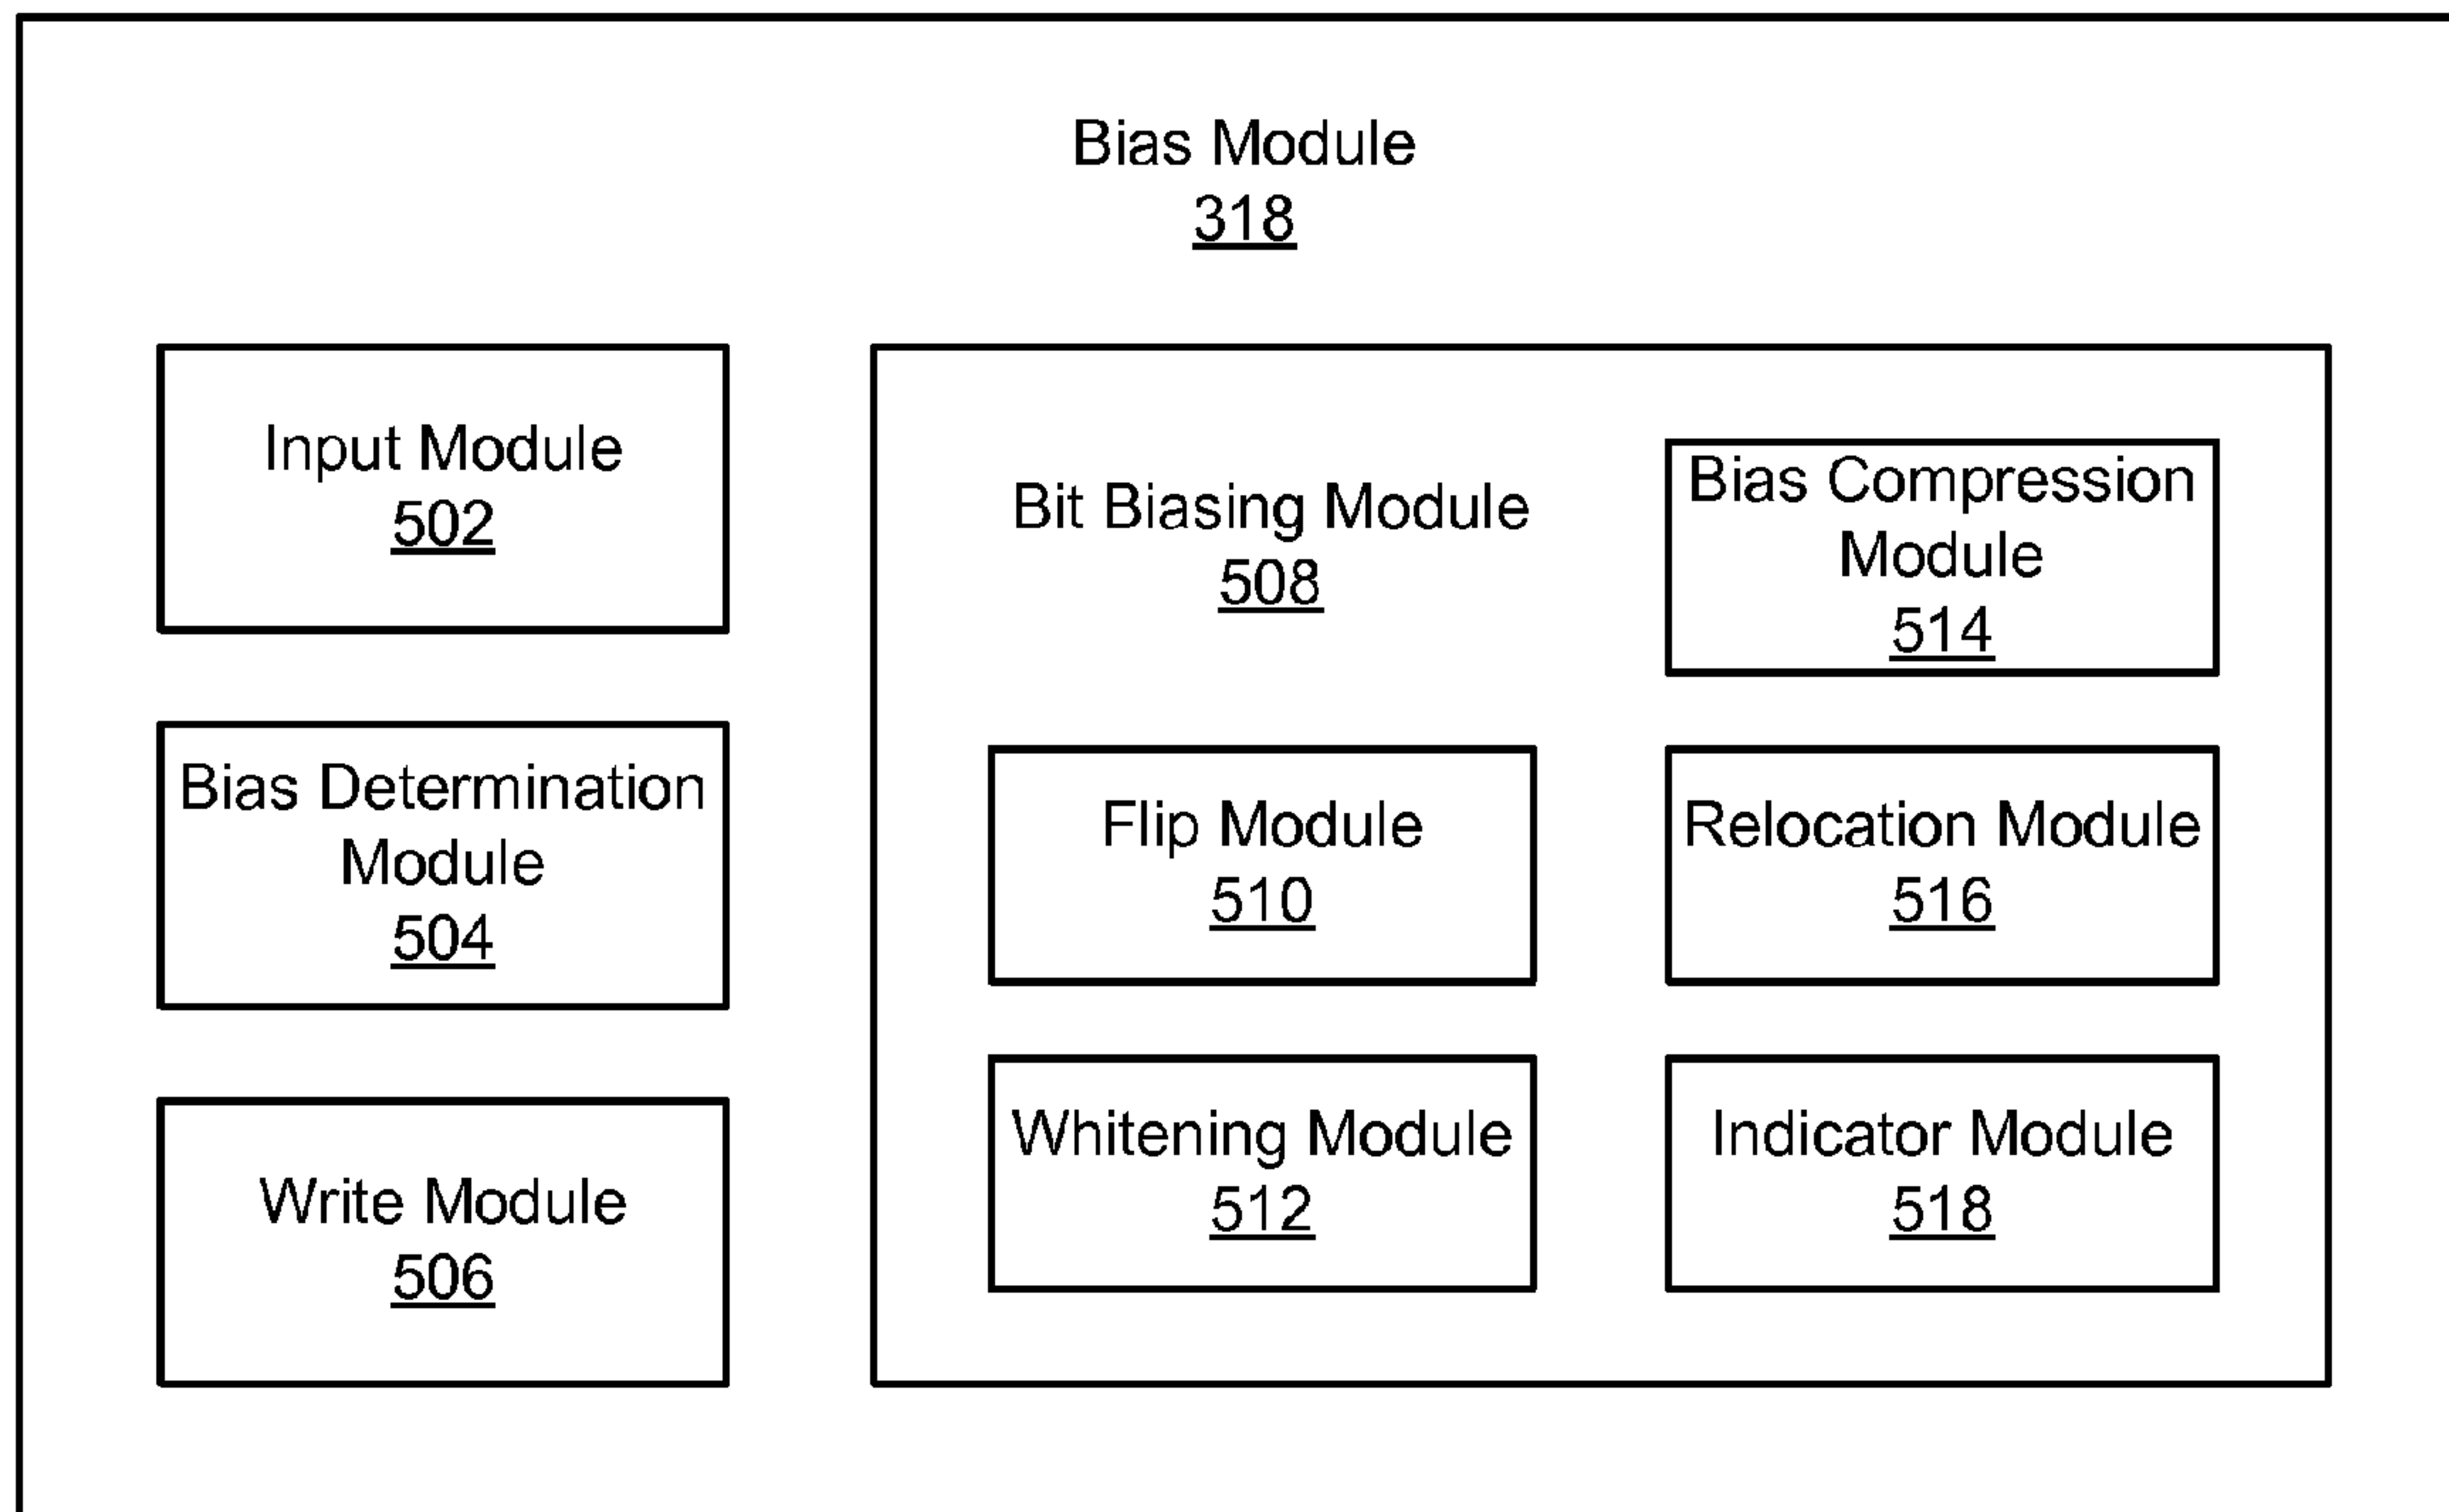 Bias Module
318
Input Module
502
Bias Determination
Module
504
Write Module
506
Bit Biasing Module
508
Flip Module
510
Whitening Module
512
Bias Compression
Module
514
Relocation Module
516
Indicator Module
518